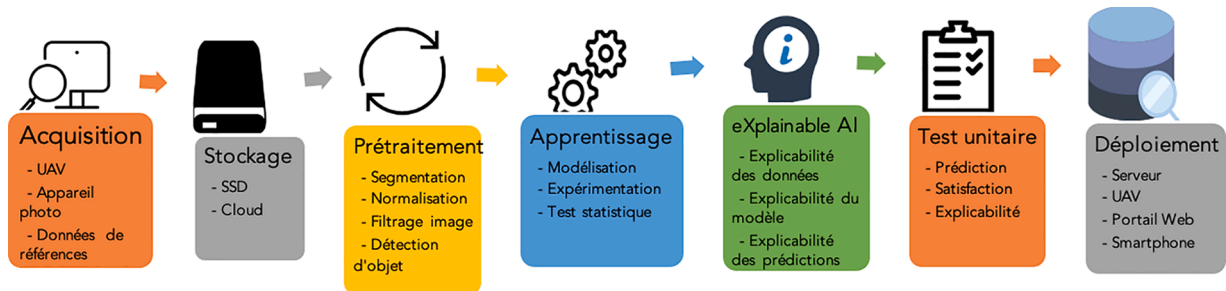 Acquisition
- UAV
- Appareil
photo
- Données de
références
Stockage
- SSD
- Cloud
Prétraitement
- Segmentation
- Normalisation
- Filtrage image
- Détection
d'objet
Apprentissage
- Modélisation
- Expérimentation
- Test statistique
i
eXplainable AI
- Explicabilité
des données
- Explicabilité du
modèle
- Explicabilité
des prédictions
Test unitaire
- Prédiction
- Satisfaction
- Explicabilité
Déploiement
- Serveur
- UAV
- Portail Web
- Smartphone